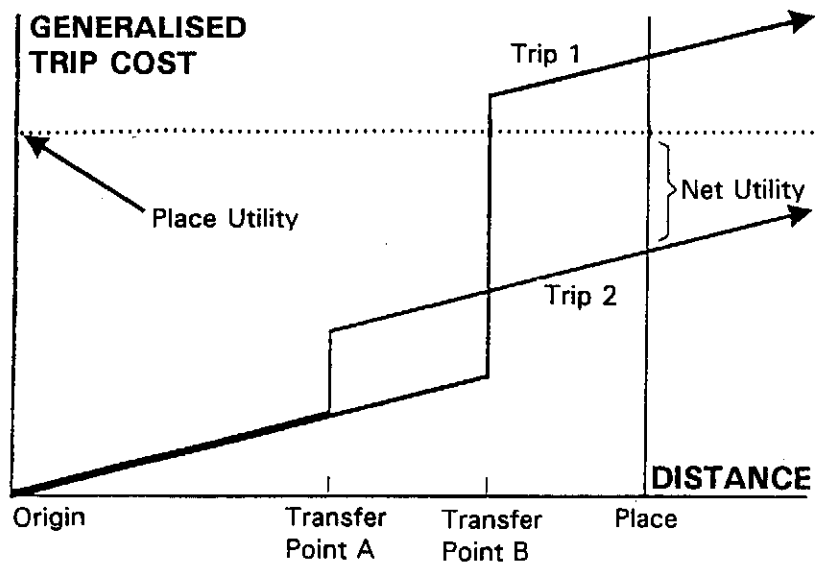 GENERALISED
TRIP COST
Trip 1
Place Utility
Net Utility
Trip 2
DISTANCE
Origin
Transfer
Point A
Transfer
Point B
Place